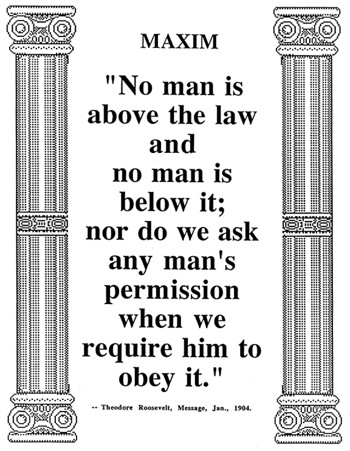 MAXIM
"No man is
above the law
and
no man is
below it;
nor do we ask
any man's
permission
when we
require him to
obey it."
-- Theodore Roosevelt, Message, Jan., 1904.